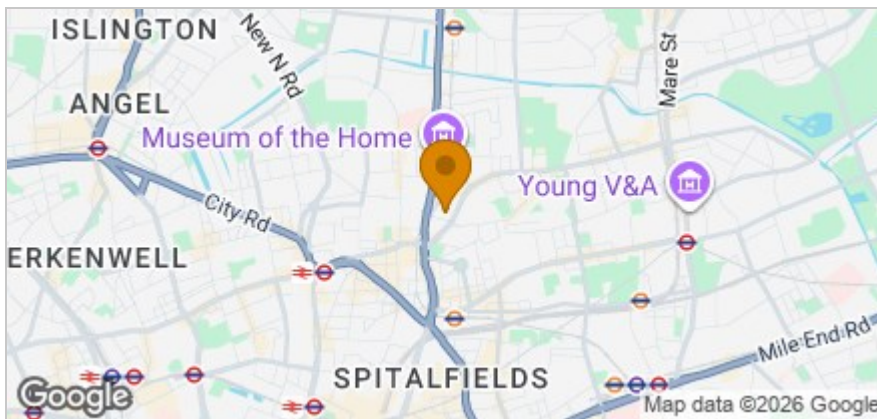 ISLINGTON
New N Rd
ANGEL
Mare St
Museum of the Home
Young V&A
City Rd
ERKENWELL
Mile End Rd
SPITALFIELDS
Google
Map data ©2026 Google